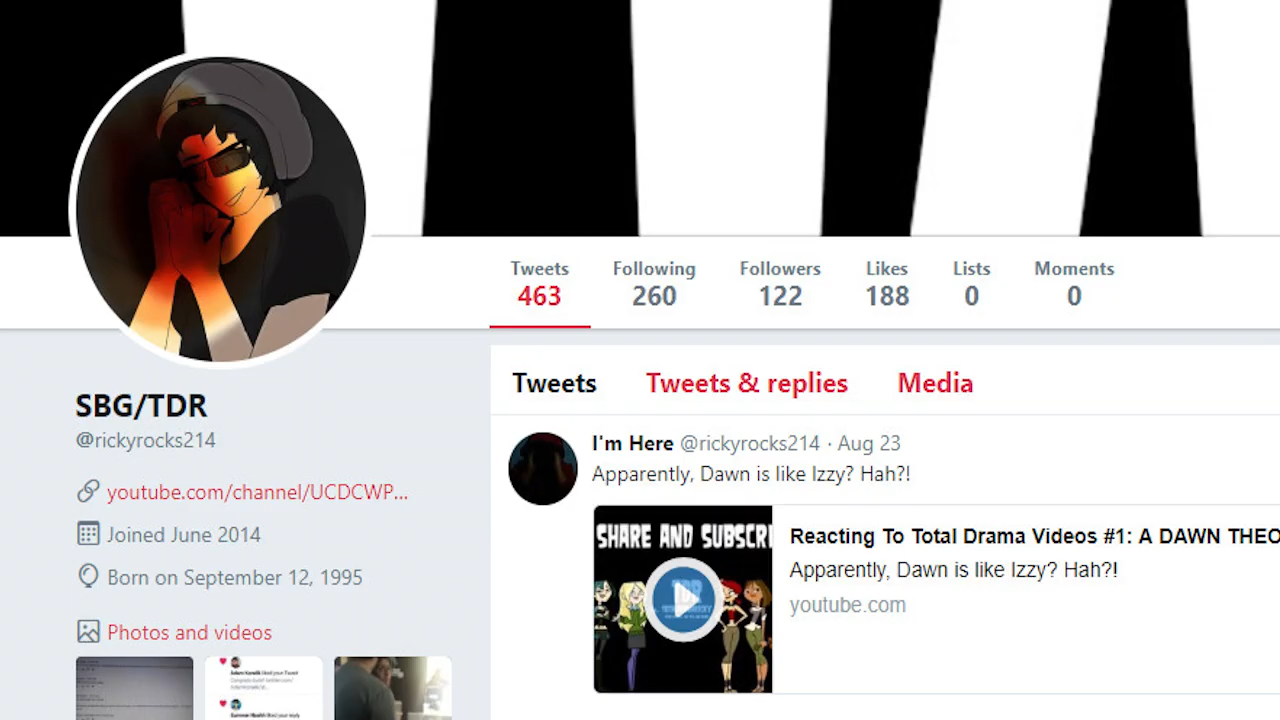 Tweets Following Followers Likes Lists Moments
463 260 122 188 0 0
SBG/TDR
@rickyrocks214
youtube.com/channel/UCDCWP...
Joined June 2014
Born on September 12, 1995
Photos and videos
Tweets Tweets & replies Media
I'm Here @rickyrocks214 · Aug 23
Apparently, Dawn is like Izzy? Hah?!
SHARE AND SUBSCRI
TDR
Reacting To Total Drama Videos #1: A DAWN THEO
Apparently, Dawn is like Izzy? Hah?!
youtube.com